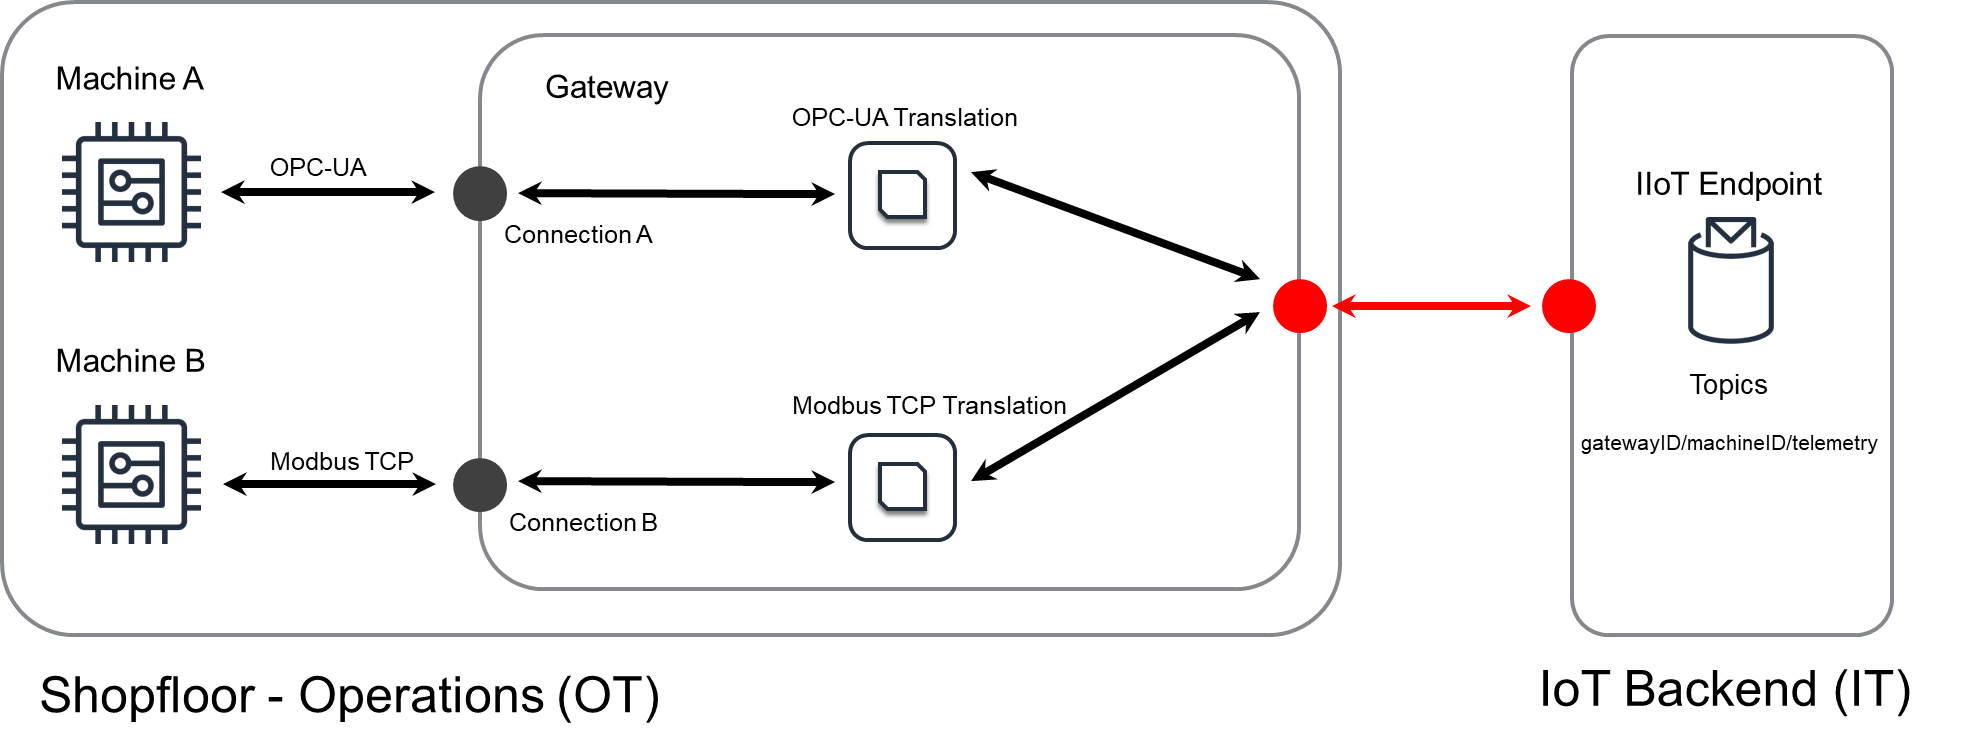 Machine A
Gateway
OPC-UA Translation
OPC-UA
Connection A
IIoT Endpoint
Machine B
Topics
Modbus TCP Translation
gatewayID/machineID/telemetry
Modbus TCP
Connection B
Shopfloor - Operations (OT)
IoT Backend (IT)